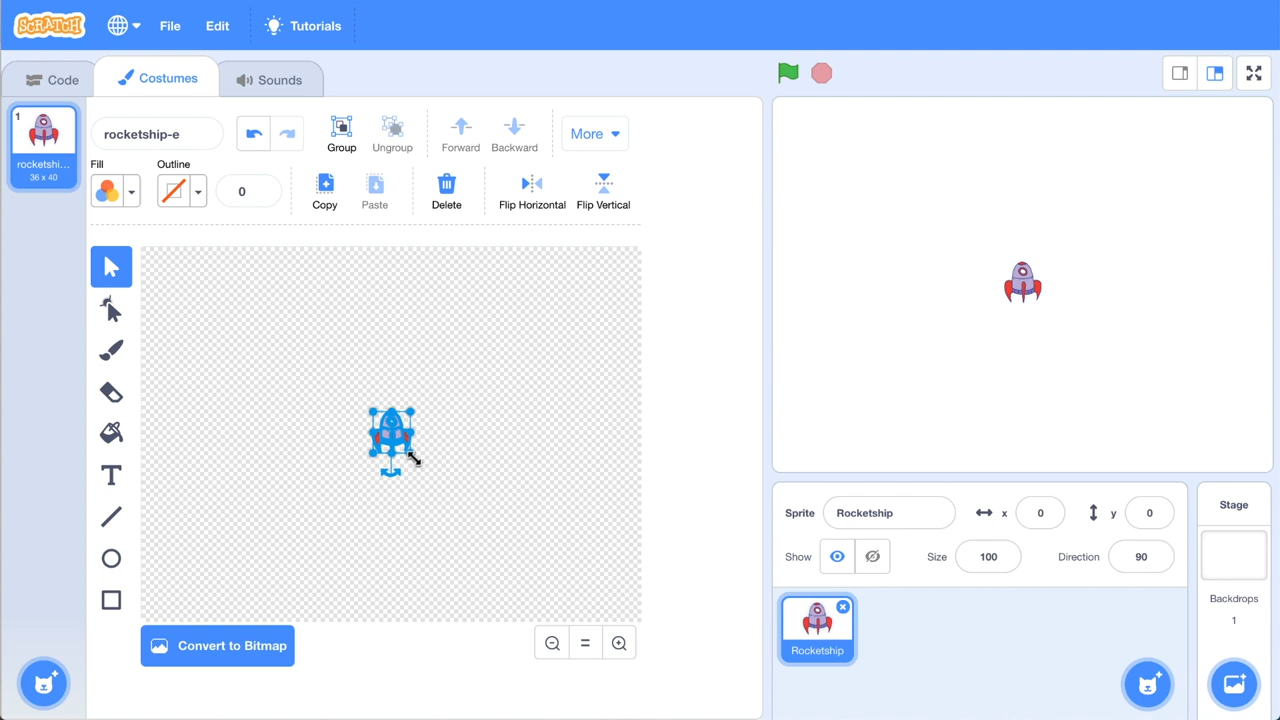 SCRATCH File Edit Tutorials
Code Costumes Sounds
1
rocketshi...
36 x 40
rocketship-e Group Ungroup Forward Backward More
Fill Outline
0 Copy Paste Delete Flip Horizontal Flip Vertical
Convert to Bitmap
Sprite Rocketship x 0 y 0
Show Size 100 Direction 90
Rocketship
Stage
Backdrops
1